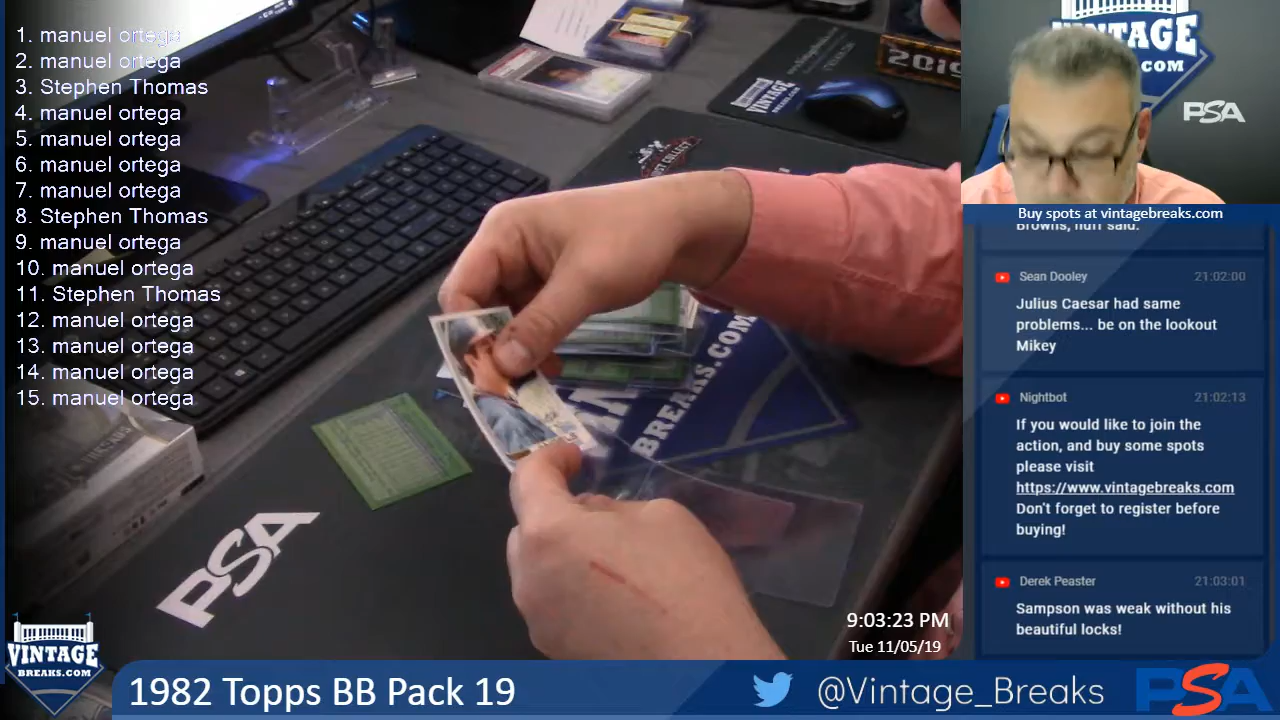 1. manuel ortega
2. manuel ortega
3. Stephen Thomas
4. manuel ortega
5. manuel ortega
6. manuel ortega
7. manuel ortega
8. Stephen Thomas
9. manuel ortega
10. manuel ortega
11. Stephen Thomas
12. manuel ortega
13. manuel ortega
14. manuel ortega
15. manuel ortega
2019
VINTAGE
BREAKS.COM
PSA
VINTAGE
.COM
PSA
Buy spots at vintagebreaks.com
Browns, nuff said.
Sean Dooley 21:02:00
Julius Caesar had same
problems... be on the lookout
Mikey
Nightbot 21:02:13
If you would like to join the
action, and buy some spots
please visit
https://www.vintagebreaks.com
Don't forget to register before
buying!
Derek Peaster 21:03:01
Sampson was weak without his
beautiful locks!
9:03:23 PM
Tue 11/05/19
VINTAGE
BREAKS.COM
1982 Topps BB Pack 19
@Vintage_Breaks
PSA